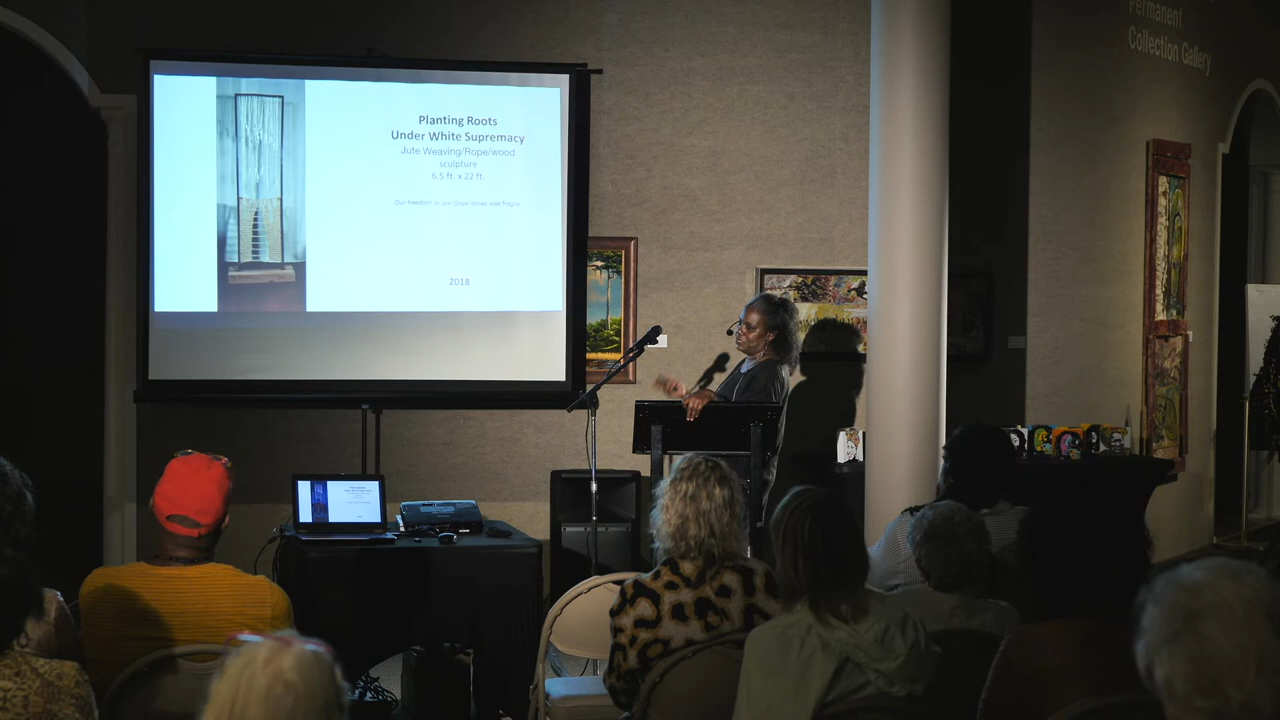 Planting Roots
Under White Supremacy
Jute Weaving/Rope/wood
sculpture
6.5 ft. x 22 ft.
Our freedom in Jim Crow times was fragile
2018
Permanent
Collection Gallery